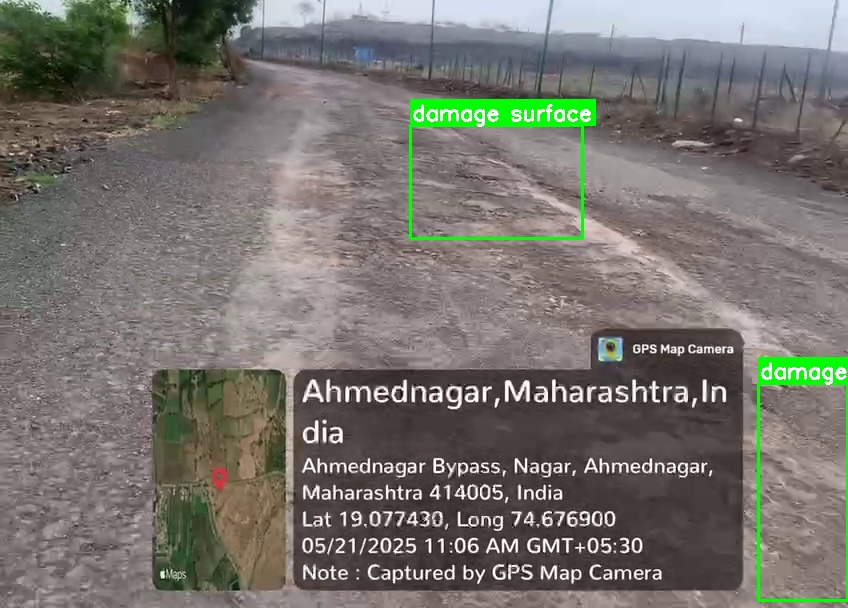 damage surface
GPS Map Camera
damage
Ahmednagar,Maharashtra,In
dia
Ahmednagar Bypass, Nagar, Ahmednagar,
Maharashtra 414005, India
Lat 19.077430, Long 74.676900
05/21/2025 11:06 AM GMT+05:30
Note : Captured by GPS Map Camera
Maps